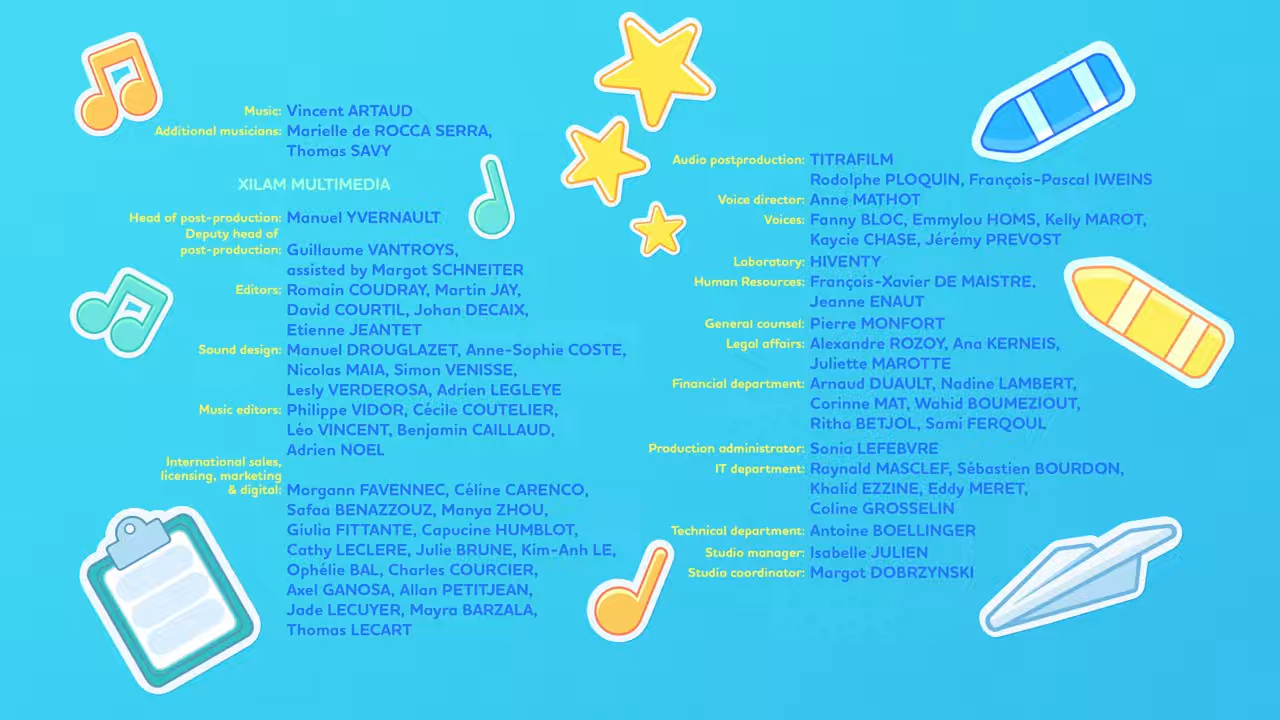 Music: Vincent ARTAUD
Additional musicians: Marielle de ROCCA SERRA,
Thomas SAVY
XILAM MULTIMEDIA
Head of post-production: Manuel YVERNAULT
Deputy head of
post-production: Guillaume VANTROYS,
assisted by Margot SCHNEITER
Editors: Romain COUDRAY, Martin JAY,
David COURTIL, Johan DECAIX,
Etienne JEANTET
Sound design: Manuel DROUGLAZET, Anne-Sophie COSTE,
Nicolas MAIA, Simon VENISSE,
Lesly VERDEROSA, Adrien LEGLEYE
Music editors: Philippe VIDOR, Cécile COUTELIER,
Léo VINCENT, Benjamin CAILLAUD,
Adrien NOEL
International sales,
licensing, marketing
& digital: Morgann FAVENNEC, Céline CARENCO,
Safaa BENAZZOUZ, Manya ZHOU,
Giulia FITTANTE, Capucine HUMBLOT,
Cathy LECLERE, Julie BRUNE, Kim-Anh LE,
Ophélie BAL, Charles COURCIER,
Axel GANOSA, Allan PETITJEAN,
Jade LECUYER, Mayra BARZALA,
Thomas LECART
Audio postproduction: TITRAFILM
Rodolphe PLOQUIN, François-Pascal IWEINS
Voice director: Anne MATHOT
Voices: Fanny BLOC, Emmylou HOMS, Kelly MAROT,
Kaycie CHASE, Jérémy PREVOST
Laboratory: HIVENTY
Human Resources: François-Xavier DE MAISTRE,
Jeanne ENAUT
General counsel: Pierre MONFORT
Legal affairs: Alexandre ROZOY, Ana KERNEIS,
Juliette MAROTTE
Financial department: Arnaud DUAULT, Nadine LAMBERT,
Corinne MAT, Wahid BOUMEZIOUT,
Ritha BETJOL, Sami FERQOUL
Production administrator: Sonia LEFEBVRE
IT department: Raynald MASCLEF, Sébastien BOURDON,
Khalid EZZINE, Eddy MERET,
Coline GROSSELIN
Technical department: Antoine BOELLINGER
Studio manager: Isabelle JULIEN
Studio coordinator: Margot DOBRZYNSKI